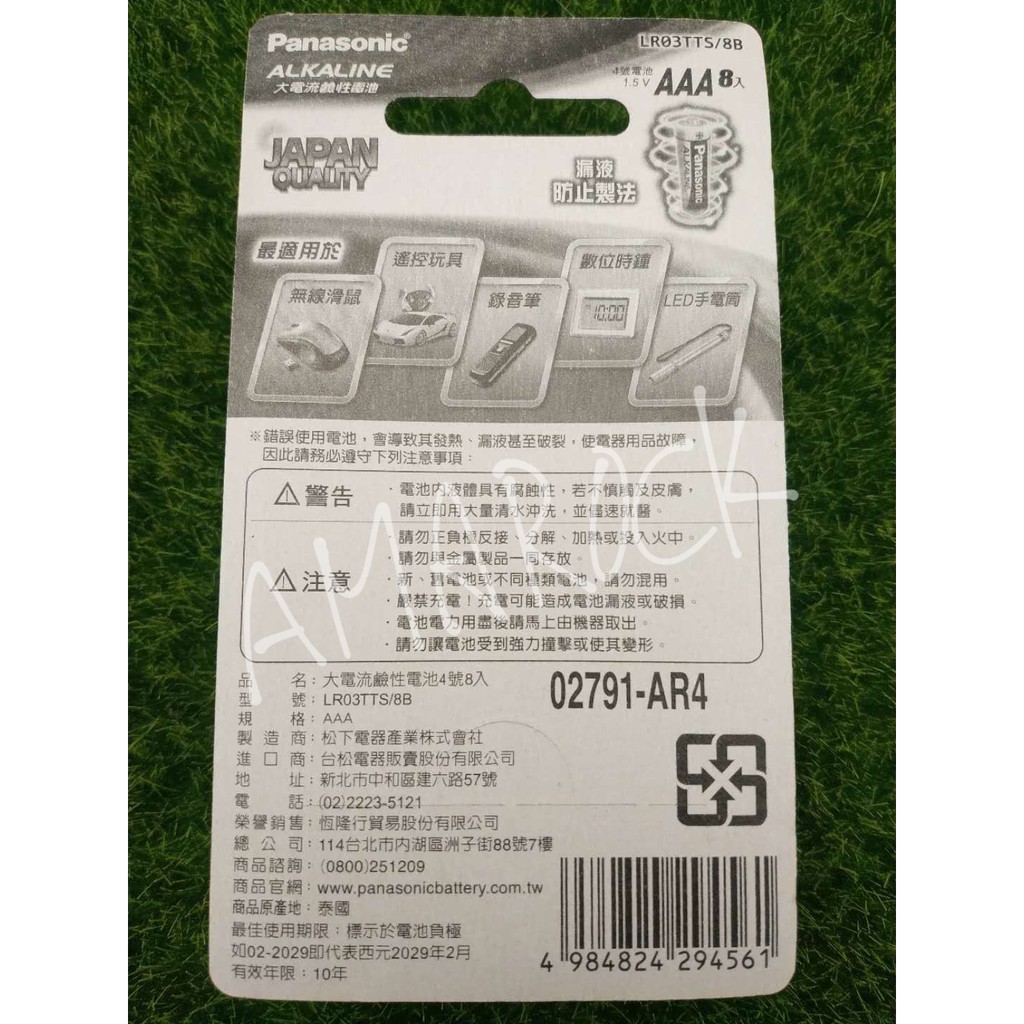 Panasonic
ALKALINE
大電流鹼性電池
LR03TTS/8B
4號電池
1.5 V
AAA 8入
JAPAN
QUALITY
漏液
防止製法
Panasonic
ALKALINE
最適用於
無線滑鼠
遙控玩具
錄音筆
數位時鐘
10:00
LED手電筒
※錯誤使用電池，會導致其發熱、漏液甚至破裂，使電器用品故障，
因此請務必遵守下列注意事項：
警告
・電池內液體具有腐蝕性，若不慎觸及皮膚，
請立即用大量清水沖洗，並儘速就醫。
注意
・請勿正負極反接、分解、加熱或投入火中。
・請勿與金屬製品一同存放。
・新、舊電池或不同種類電池，請勿混用。
・嚴禁充電！充電可能造成電池漏液或破損。
・電池電力用盡後請馬上由機器取出。
・請勿讓電池受到強力撞擊或使其變形。
AMAROCK
品名：大電流鹼性電池4號8入
型號：LR03TTS/8B
規格：AAA
製造商：松下電器產業株式會社
進口商：台松電器販賣股份有限公司
地址：新北市中和區建六路57號
電話：(02)2223-5121
榮譽銷售：恆隆行貿易股份有限公司
總公司：114台北市內湖區洲子街88號7樓
商品諮詢：(0800)251209
商品官網：www.panasonicbattery.com.tw
商品原產地：泰國
最佳使用期限：標示於電池負極
如02-2029即代表西元2029年2月
有效年限：10年
02791-AR4
4 984824 294561